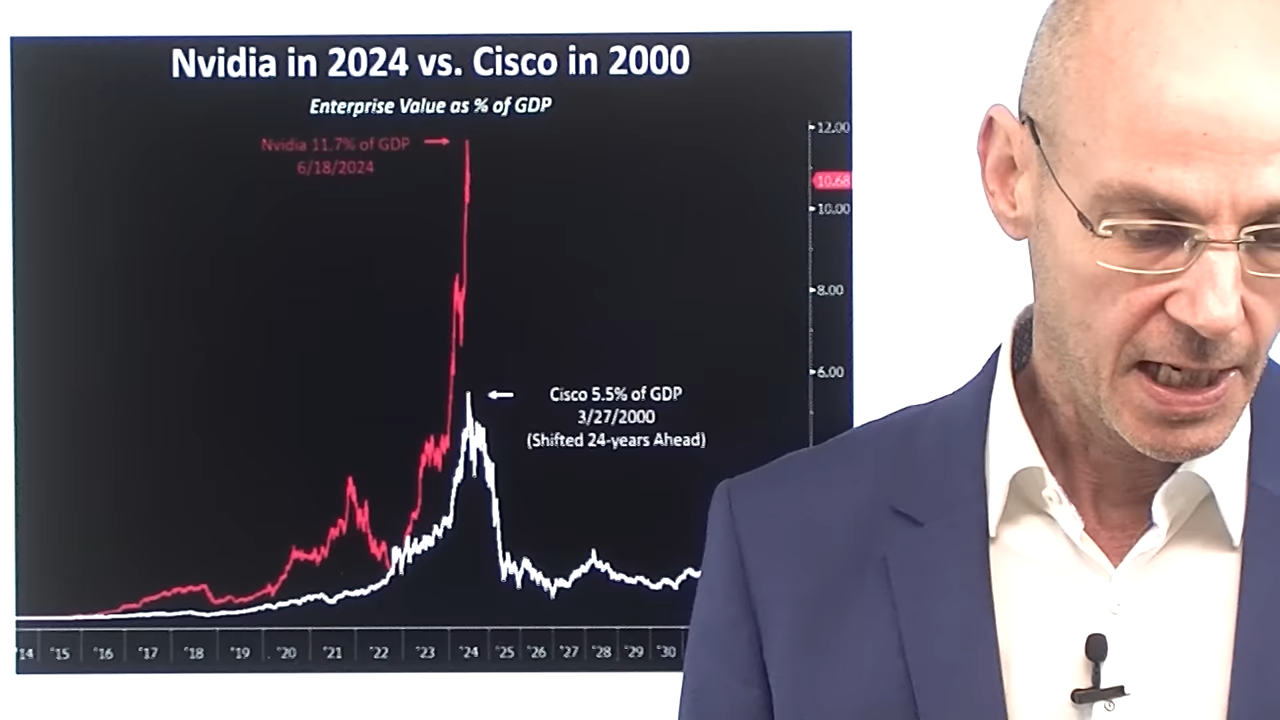 Nvidia in 2024 vs. Cisco in 2000
Enterprise Value as % of GDP
Nvidia 11.7% of GDP
6/18/2024
12.00
10.68
10.00
8.00
6.00
Cisco 5.5% of GDP
3/27/2000
(Shifted 24-years Ahead)
'14 '15 '16 '17 '18 '19 '20 '21 '22 '23 '24 '25 '26 '27 '28 '29 '30